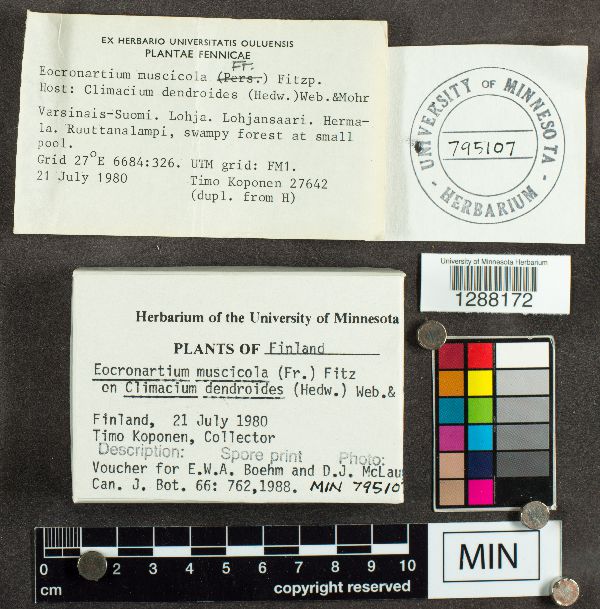 EX HERBARIO UNIVERSITATIS OULUENSIS
PLANTAE FENNICAE
Fr.
Eocronartium muscicola (Pers.) Fitzp.
Host: Climacium dendroides (Hedw.)Web.&Mohr
Varsinais-Suomi. Lohja. Lohjansaari. Herma-
la. Ruuttanalampi, swampy forest at small
pool.
Grid 27°E 6684:326. UTM grid: FM1.
21 July 1980 Timo Koponen 27642
(dupl. from H)
UNIVERSITY OF MINNESOTA
795107
- HERBARIUM -
University of Minnesota Herbarium
1288172
Herbarium of the University of Minnesota
PLANTS OF Finland
Eocronartium muscicola (Fr.) Fitz
on Climacium dendroides (Hedw.) Web.&
Finland, 21 July 1980
Timo Koponen, Collector
Description: Spore print Photo:
Voucher for E.W.A. Boehm and D.J. McLau
Can. J. Bot. 66: 762,1988. MIN 79510
0 2 3 4 5 6 7 8 9 10
cm copyright reserved
MIN